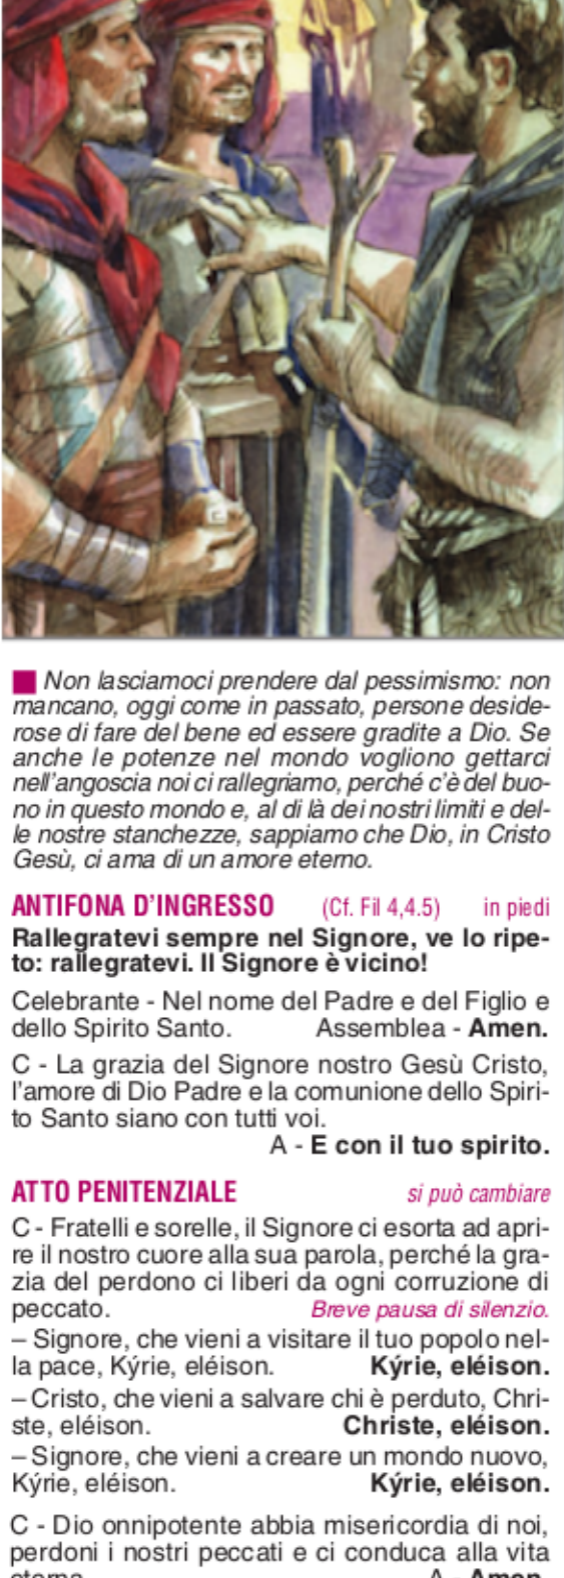 Non lasciamoci prendere dal pessimismo: non
mancano, oggi come in passato, persone deside-
rose di fare del bene ed essere gradite a Dio. Se
anche le potenze nel mondo vogliono gettarci
nell'angoscia noi ci rallegriamo, perché c'è del buo-
no in questo mondo e, al di là dei nostri limiti e del-
le nostre stanchezze, sappiamo che Dio, in Cristo
Gesù, ci ama di un amore eterno.
ANTIFONA D'INGRESSO (Cf. Fil 4,4.5) in piedi
Rallegratevi sempre nel Signore, ve lo ripe-
to: rallegratevi. Il Signore è vicino!
Celebrante - Nel nome del Padre e del Figlio e
dello Spirito Santo. Assemblea - Amen.
C - La grazia del Signore nostro Gesù Cristo,
l'amore di Dio Padre e la comunione dello Spiri-
to Santo siano con tutti voi.
A - E con il tuo spirito.
ATTO PENITENZIALE si può cambiare
C - Fratelli e sorelle, il Signore ci esorta ad apri-
re il nostro cuore alla sua parola, perché la gra-
zia del perdono ci liberi da ogni corruzione di
peccato. Breve pausa di silenzio.
– Signore, che vieni a visitare il tuo popolo nel-
la pace, Kýrie, eléison. Kýrie, eléison.
– Cristo, che vieni a salvare chi è perduto, Chri-
ste, eléison. Christe, eléison.
– Signore, che vieni a creare un mondo nuovo,
Kýrie, eléison. Kýrie, eléison.
C - Dio onnipotente abbia misericordia di noi,
perdoni i nostri peccati e ci conduca alla vita
eterna. A - Amen.